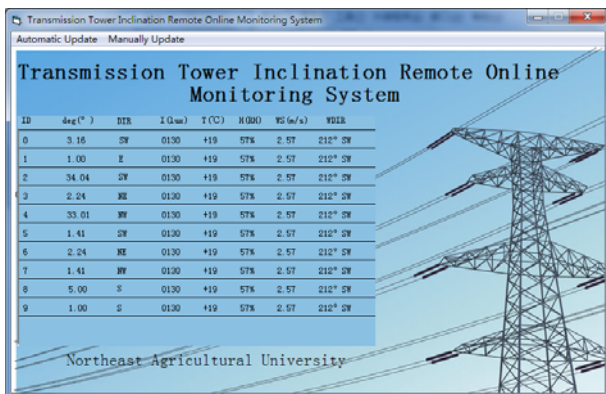 Transmission Tower Inclination Remote Online Monitoring System
Automatic Update Manually Update
Transmission Tower Inclination Remote Online
Monitoring System
ID deg(° ) DIR I(lux) T(℃) H(RH) WS(m/s) WDIR
0 3.16 SW 0130 +19 57% 2.57 212° SW
1 1.00 E 0130 +19 57% 2.57 212° SW
2 34.04 SW 0130 +19 57% 2.57 212° SW
3 2.24 NE 0130 +19 57% 2.57 212° SW
4 33.01 NW 0130 +19 57% 2.57 212° SW
5 1.41 SW 0130 +19 57% 2.57 212° SW
6 2.24 NE 0130 +19 57% 2.57 212° SW
7 1.41 NW 0130 +19 57% 2.57 212° SW
8 5.00 S 0130 +19 57% 2.57 212° SW
9 1.00 S 0130 +19 57% 2.57 212° SW
Northeast Agricultural University